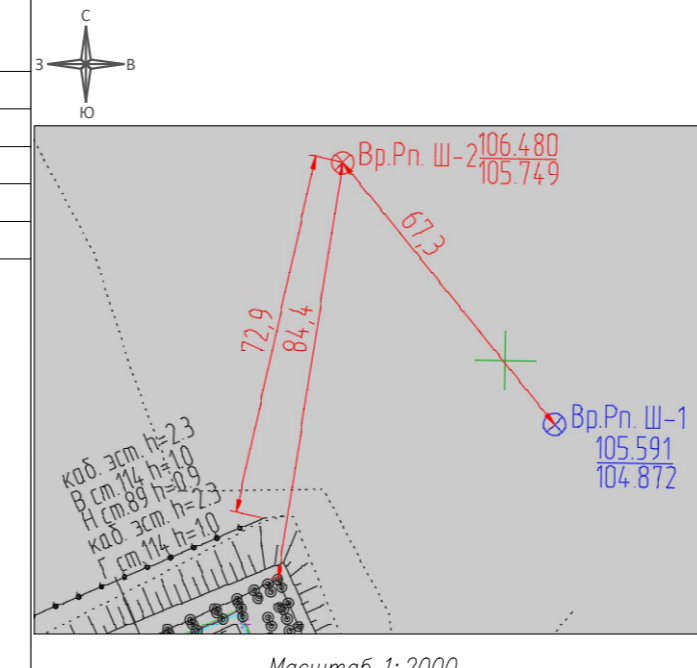 С
З В
Ю
Вр.Рп. Ш-2 106.480
105.749
67,3
72,9
84,4
Вр.Рп. Ш-1
105.591
104.872
каб. эст. h=2.3
В ст.114 h=1.0
Н ст.89 h=0.9
каб. эст. h=2.3
Г ст.114 h=1.0
Масштаб 1: 2000